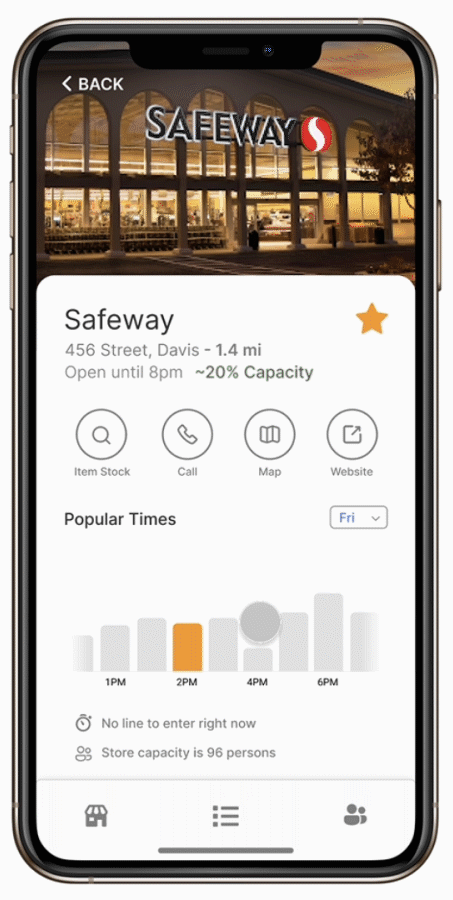 BACK
SAFEWAY
Safeway
456 Street, Davis - 1.4 mi
Open until 8pm ~20% Capacity
Item Stock Call Map Website
Popular Times Fri
1PM 2PM 4PM 6PM
No line to enter right now
Store capacity is 96 persons